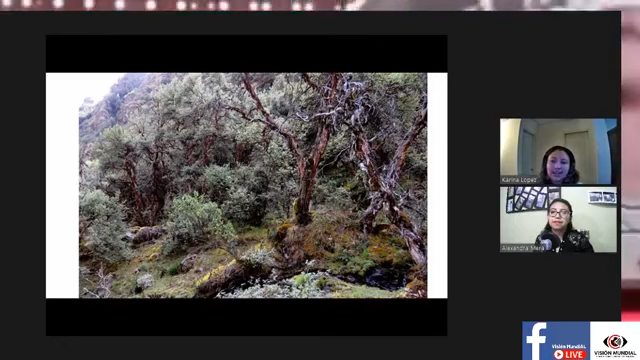 Karina Lopez
Alexandra Mera
Visión MundiAL
LIVE
VISIÓN MUNDIAL